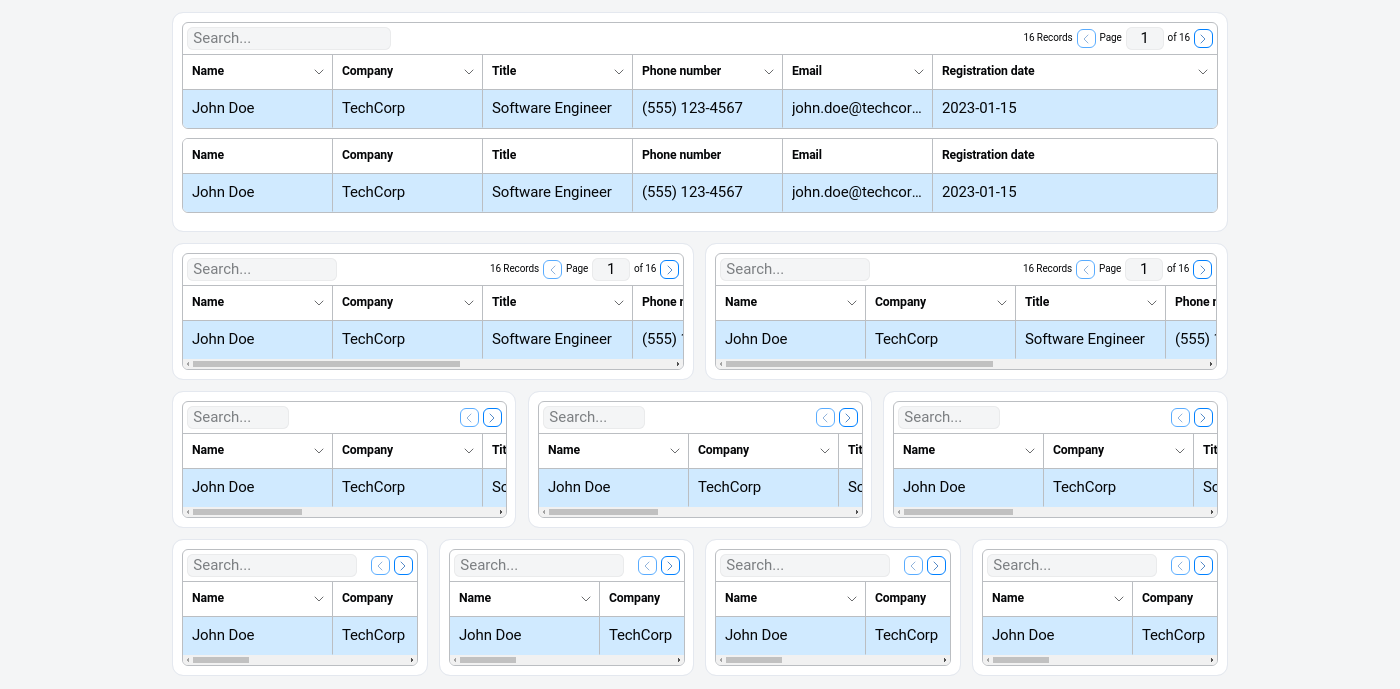 Search... 16 Records Page 1 of 16
Name Company Title Phone number Email Registration date
John Doe TechCorp Software Engineer (555) 123-4567 john.doe@techcor... 2023-01-15
Name Company Title Phone number Email Registration date
John Doe TechCorp Software Engineer (555) 123-4567 john.doe@techcor... 2023-01-15
Search... 16 Records Page 1 of 16
Name Company Title Phone
John Doe TechCorp Software Engineer (555)
Search... 16 Records Page 1 of 16
Name Company Title Phone
John Doe TechCorp Software Engineer (555)
Search...
Name Company Tit
John Doe TechCorp So
Search...
Name Company Tit
John Doe TechCorp So
Search...
Name Company Tit
John Doe TechCorp So
Search...
Name Company
John Doe TechCorp
Search...
Name Company
John Doe TechCorp
Search...
Name Company
John Doe TechCorp
Search...
Name Company
John Doe TechCorp